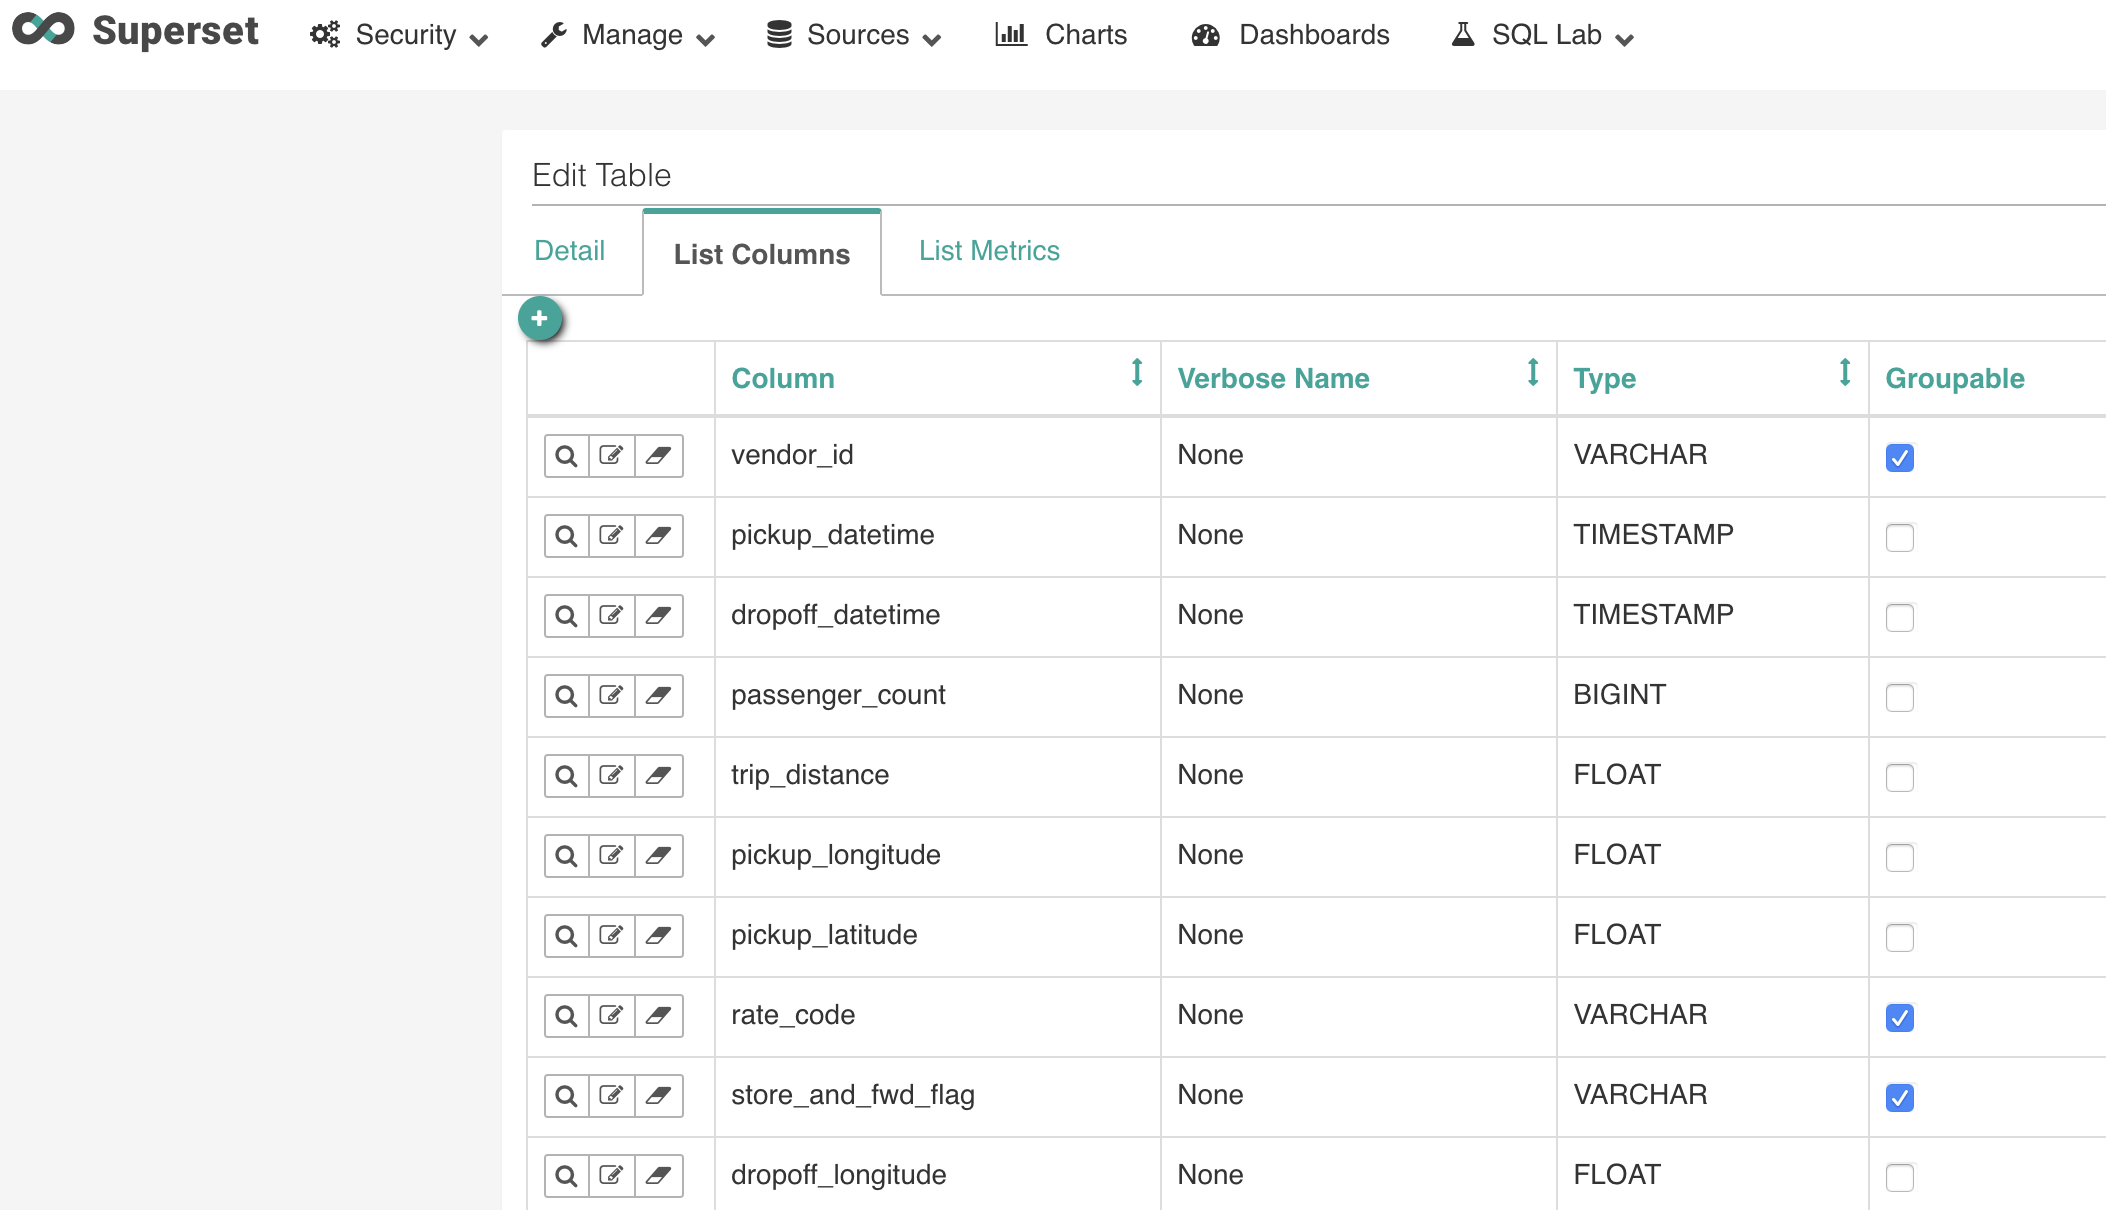 Superset Security Manage Sources Charts Dashboards SQL Lab
Edit Table
Detail List Columns List Metrics
Column Verbose Name Type Groupable
vendor_id None VARCHAR
pickup_datetime None TIMESTAMP
dropoff_datetime None TIMESTAMP
passenger_count None BIGINT
trip_distance None FLOAT
pickup_longitude None FLOAT
pickup_latitude None FLOAT
rate_code None VARCHAR
store_and_fwd_flag None VARCHAR
dropoff_longitude None FLOAT